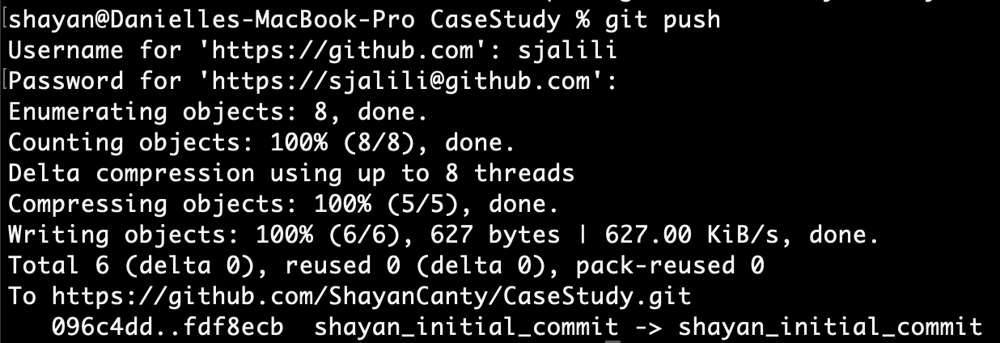 shayan@Danielles-MacBook-Pro CaseStudy % git push
Username for 'https://github.com': sjalili
Password for 'https://sjalili@github.com':
Enumerating objects: 8, done.
Counting objects: 100% (8/8), done.
Delta compression using up to 8 threads
Compressing objects: 100% (5/5), done.
Writing objects: 100% (6/6), 627 bytes | 627.00 KiB/s, done.
Total 6 (delta 0), reused 0 (delta 0), pack-reused 0
To https://github.com/ShayanCanty/CaseStudy.git
   096c4dd..fdf8ecb  shayan_initial_commit -> shayan_initial_commit